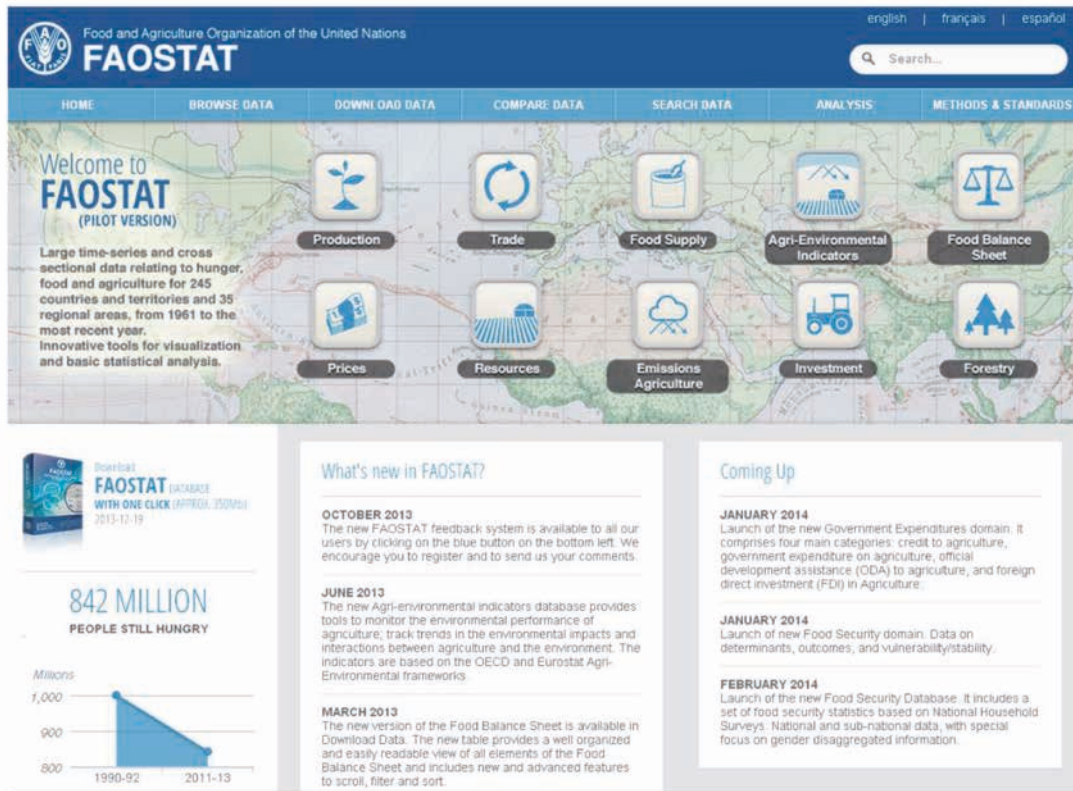 english | français | español
Food and Agriculture Organization of the United Nations
FAOSTAT
Search...
HOME
BROWSE DATA
DOWNLOAD DATA
COMPARE DATA
SEARCH DATA
ANALYSIS
METHODS & STANDARDS
Welcome to
FAOSTAT
(PILOT VERSION)
Large time-series and cross
sectional data relating to hunger,
food and agriculture for 245
countries and territories and 35
regional areas, from 1961 to the
most recent year.
Innovative tools for visualization
and basic statistical analysis.
Production
Trade
Food Supply
Agri-Environmental
Indicators
Food Balance
Sheet
Prices
Resources
Emissions
Agriculture
Investment
Forestry
Download
FAOSTAT DATABASE
WITH ONE CLICK (APPROX. 350Mb)
2013-12-19
842 MILLION
PEOPLE STILL HUNGRY
Millions
1,000
900
800
1990-92
2011-13
What's new in FAOSTAT?
OCTOBER 2013
The new FAOSTAT feedback system is available to all our
users by clicking on the blue button on the bottom left. We
encourage you to register and to send us your comments.
JUNE 2013
The new Agri-environmental indicators database provides
tools to monitor the environmental performance of
agriculture; track trends in the environmental impacts and
interactions between agriculture and the environment. The
indicators are based on the OECD and Eurostat Agri-
Environmental frameworks
MARCH 2013
The new version of the Food Balance Sheet is available in
Download Data. The new table provides a well organized
and easily readable view of all elements of the Food
Balance Sheet and includes new and advanced features
to scroll, filter and sort.
Coming Up
JANUARY 2014
Launch of the new Government Expenditures domain. It
comprises four main categories: credit to agriculture,
government expenditure on agriculture, official
development assistance (ODA) to agriculture, and foreign
direct investment (FDI) in Agriculture.
JANUARY 2014
Launch of new Food Security domain. Data on
determinants, outcomes, and vulnerability/stability.
FEBRUARY 2014
Launch of the new Food Security Database. It includes a
set of food security statistics based on National Household
Surveys. National and sub-national data, with special
focus on gender disaggregated information.